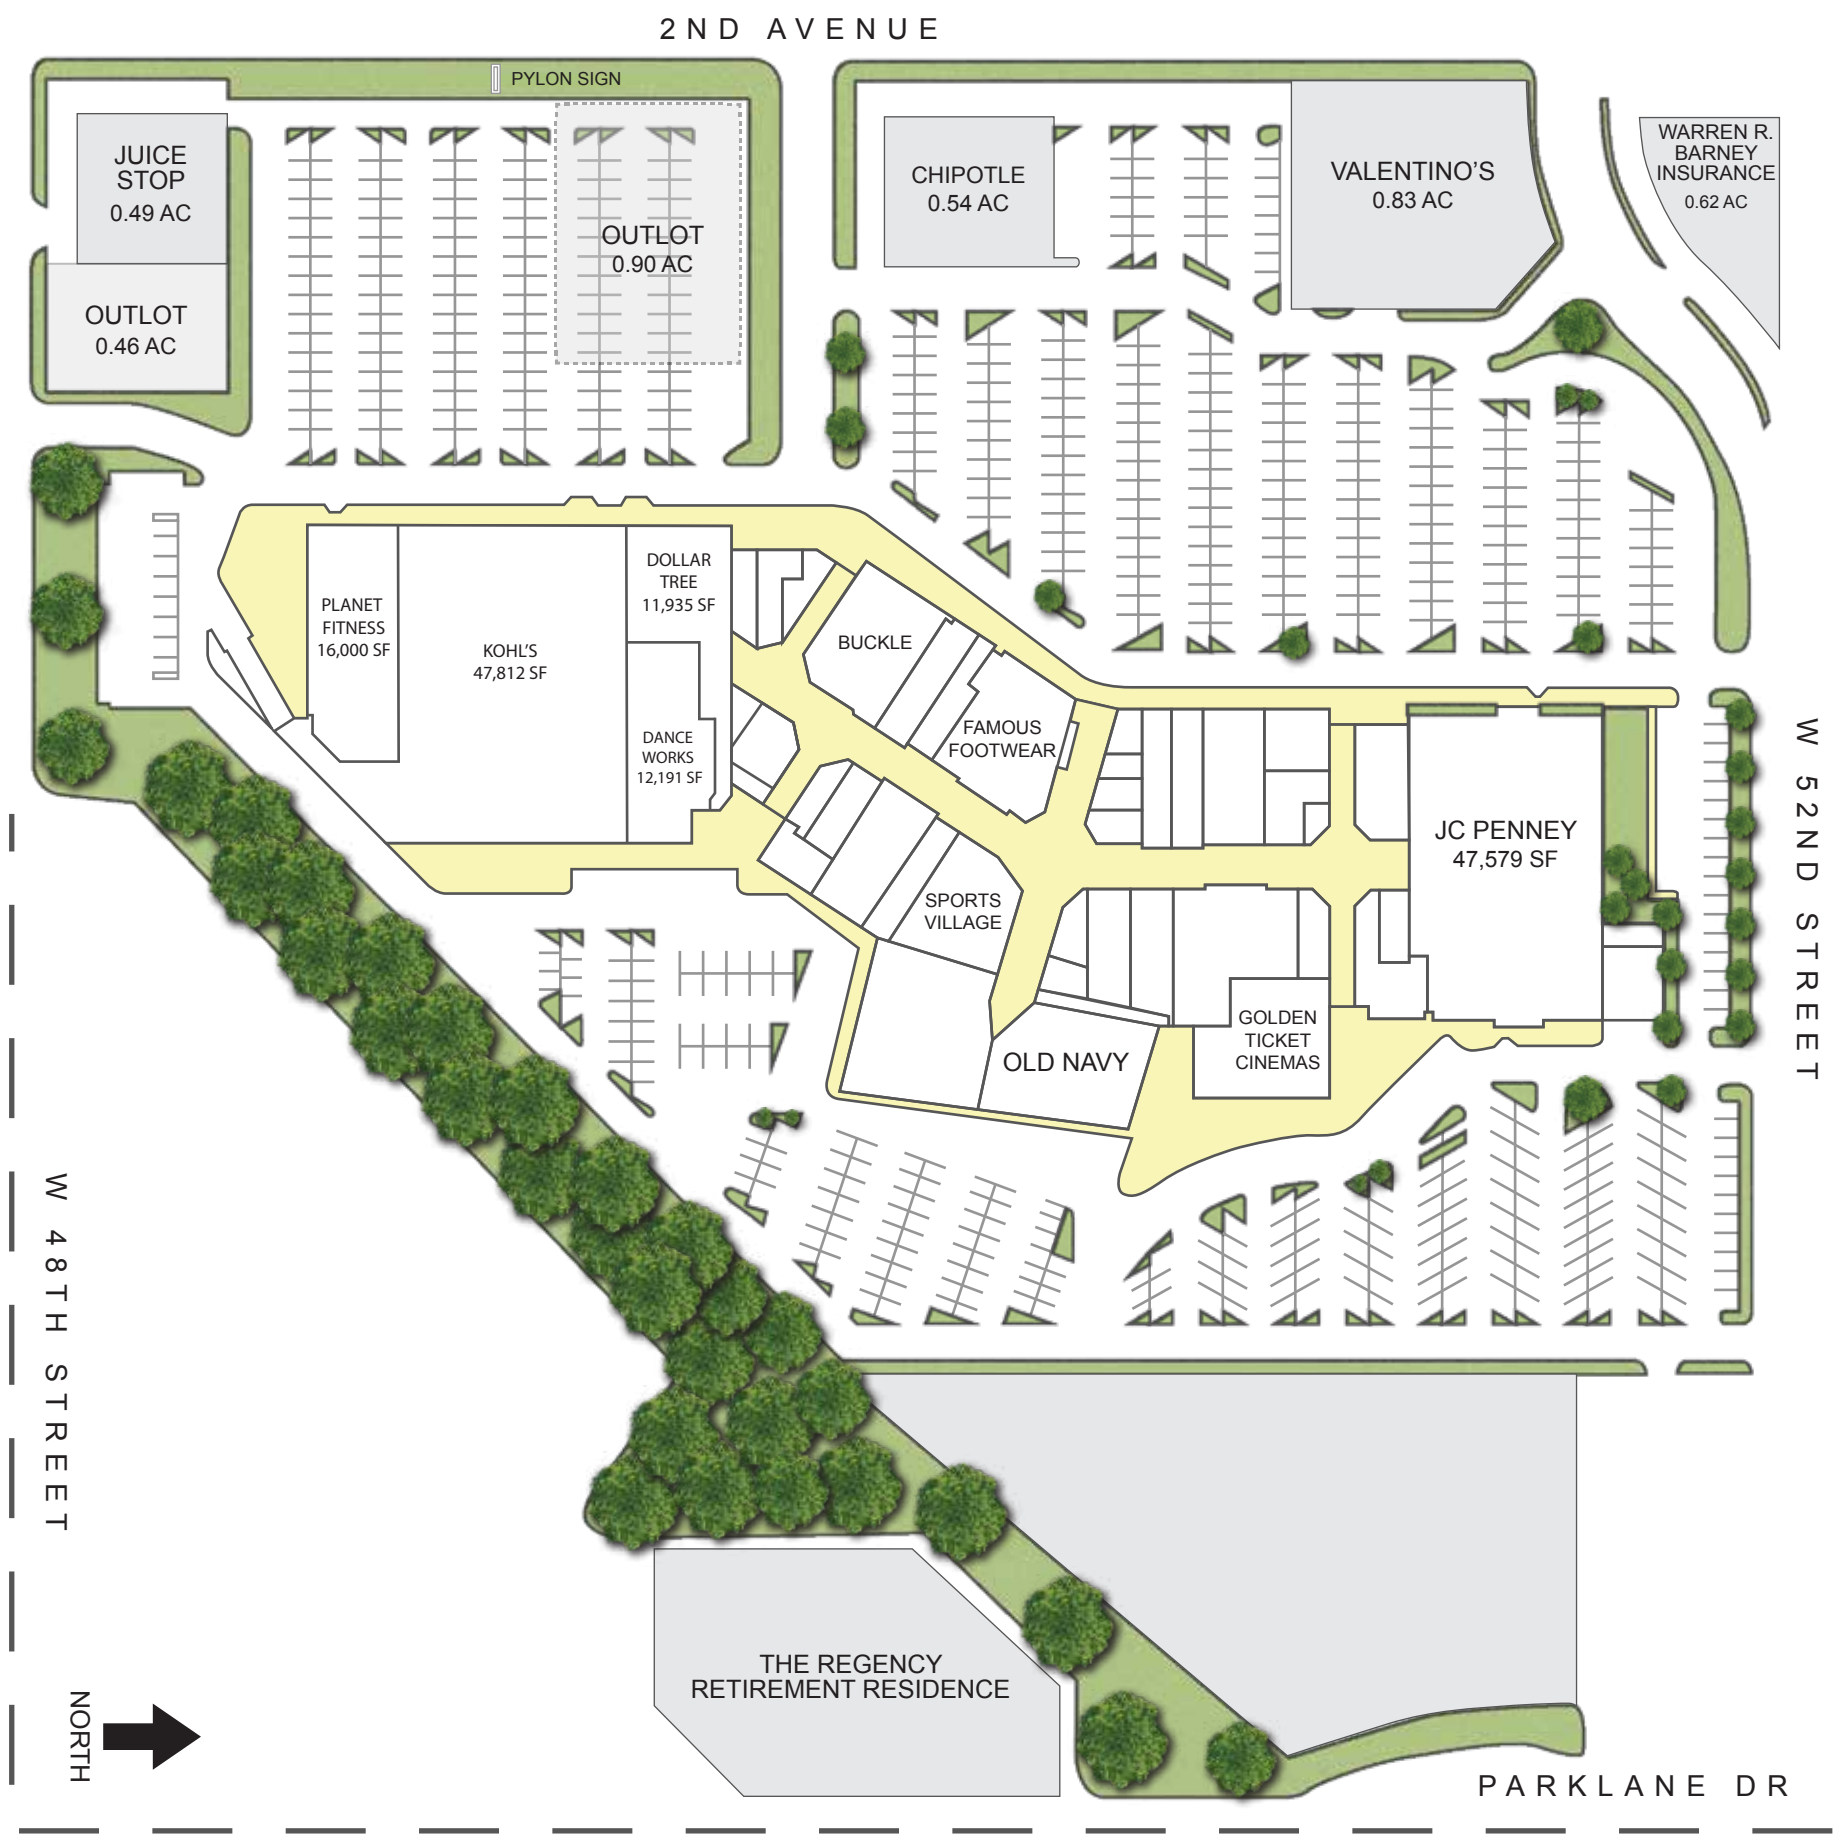 2ND AVENUE
PYLON SIGN
JUICE
STOP
0.49 AC
OUTLOT
0.46 AC
OUTLOT
0.90 AC
CHIPOTLE
0.54 AC
VALENTINO'S
0.83 AC
WARREN R.
BARNEY
INSURANCE
0.62 AC
PLANET
FITNESS
16,000 SF
KOHL'S
47,812 SF
DOLLAR
TREE
11,935 SF
DANCE
WORKS
12,191 SF
BUCKLE
FAMOUS
FOOTWEAR
SPORTS
VILLAGE
OLD NAVY
GOLDEN
TICKET
CINEMAS
JC PENNEY
47,579 SF
W 52ND STREET
W 48TH STREET
THE REGENCY
RETIREMENT RESIDENCE
NORTH
PARKLANE DR